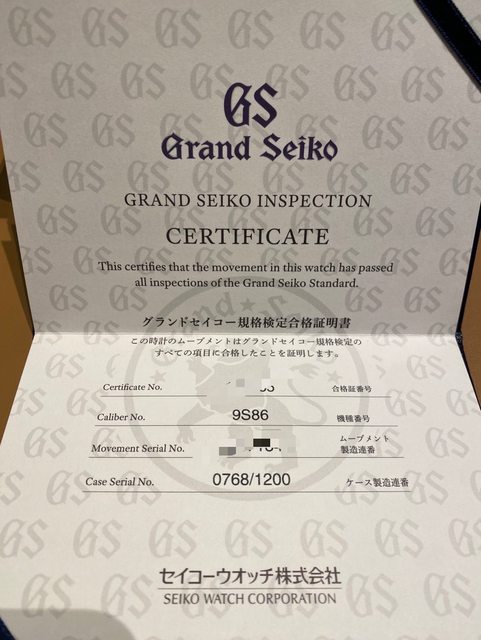 GS
Grand Seiko
GRAND SEIKO INSPECTION
CERTIFICATE
This certifies that the movement in this watch has passed
all inspections of the Grand Seiko Standard.
グランドセイコー規格検定合格証明書
この時計のムーブメントはグランドセイコー規格検定の
すべての項目に合格したことを証明します。
Certificate No. 合格証番号
Caliber No. 9S86 機種番号
Movement Serial No. ムーブメント
製造連番
Case Serial No. 0768/1200 ケース製造連番
セイコーウオッチ株式会社
SEIKO WATCH CORPORATION